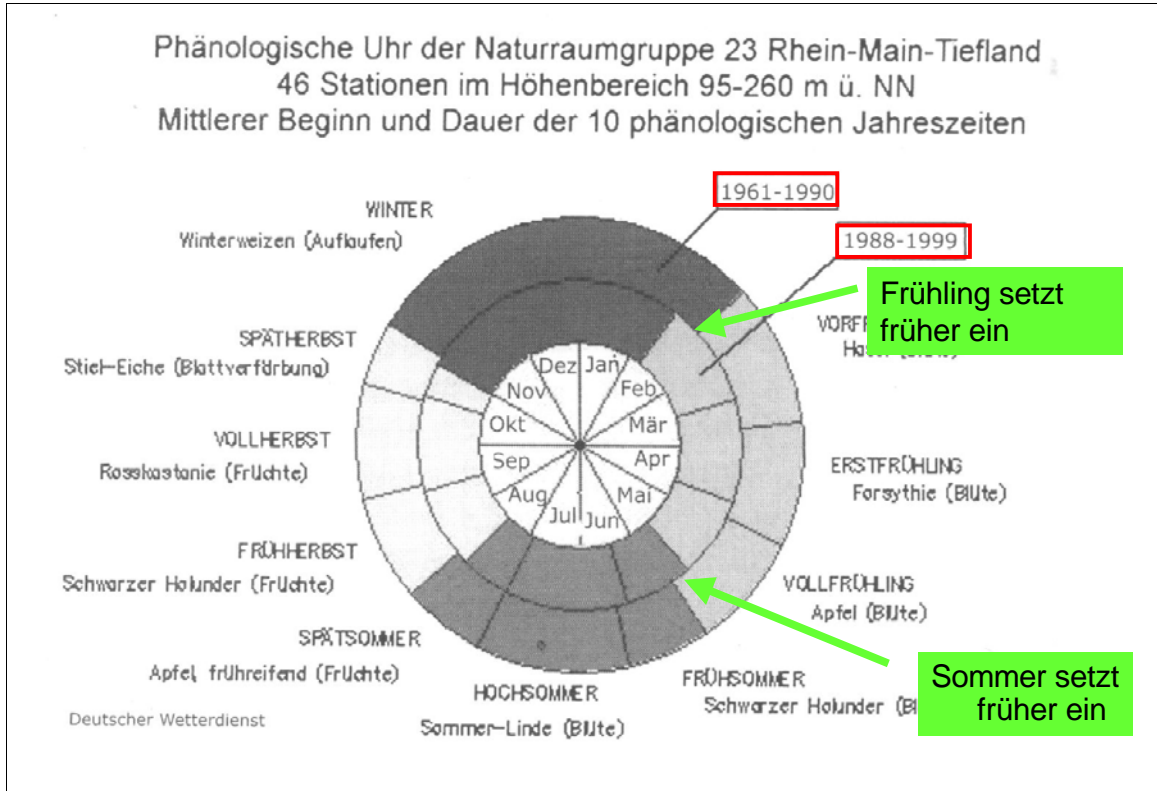 Phänologische Uhr der Naturraumgruppe 23 Rhein-Main-Tiefland
46 Stationen im Höhenbereich 95-260 m ü. NN
Mittlerer Beginn und Dauer der 10 phänologischen Jahreszeiten
1961-1990
1988-1999
Frühling setzt
früher ein
WINTER
Winterweizen (Auflaufen)
SPÄTHERBST
Stiel-Eiche (Blattverfärbung)
VOLLHERBST
Rosskastanie (Früchte)
FRÜHHERBST
Schwarzer Holunder (Früchte)
SPÄTSOMMER
Apfel, frühreifend (Früchte)
HOCHSOMMER
Sommer-Linde (Blüte)
FRÜHSOMMER
Schwarzer Holunder
VOLLFRÜHLING
Apfel (Blüte)
ERSTFRÜHLING
Forsythie (Blüte)
Dez
Jan
Feb
Mär
Apr
Mai
Jun
Jul
Aug
Sep
Okt
Nov
Sommer setzt
früher ein
Deutscher Wetterdienst